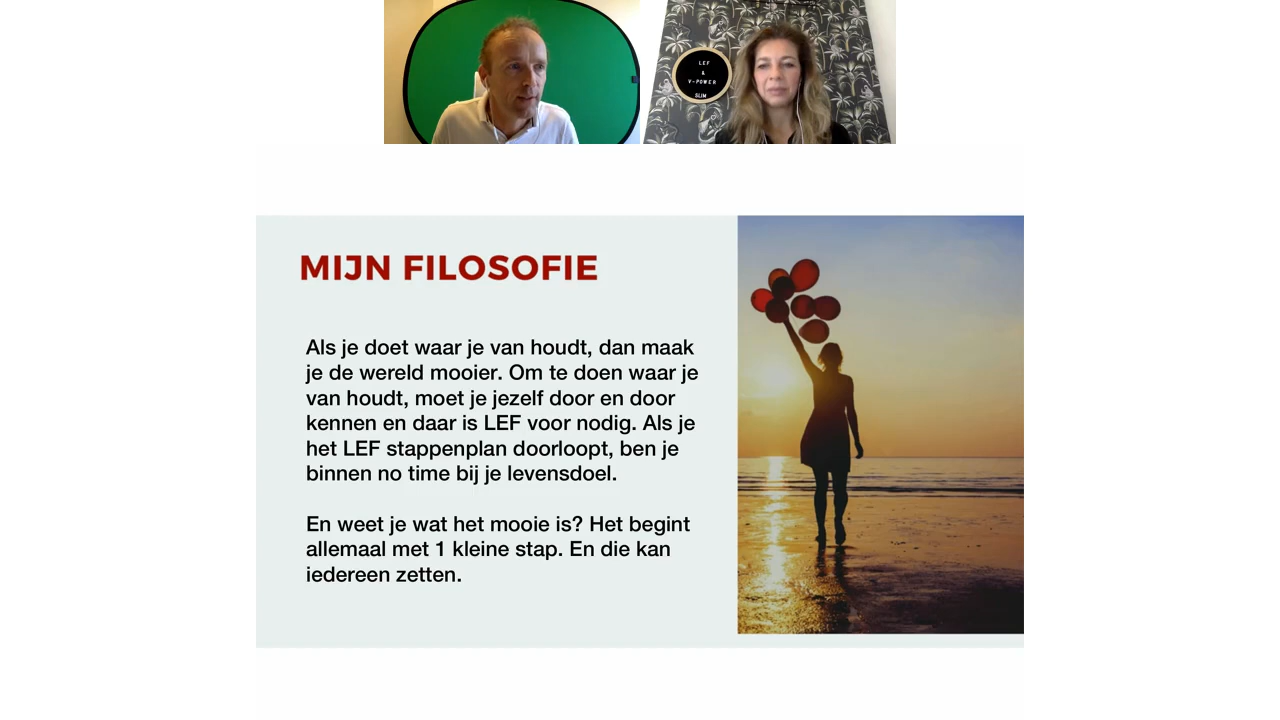 LEF
&
V-POWER
SLIM
MIJN FILOSOFIE
Als je doet waar je van houdt, dan maak
je de wereld mooier. Om te doen waar je
van houdt, moet je jezelf door en door
kennen en daar is LEF voor nodig. Als je
het LEF stappenplan doorloopt, ben je
binnen no time bij je levensdoel.
En weet je wat het mooie is? Het begint
allemaal met 1 kleine stap. En die kan
iedereen zetten.